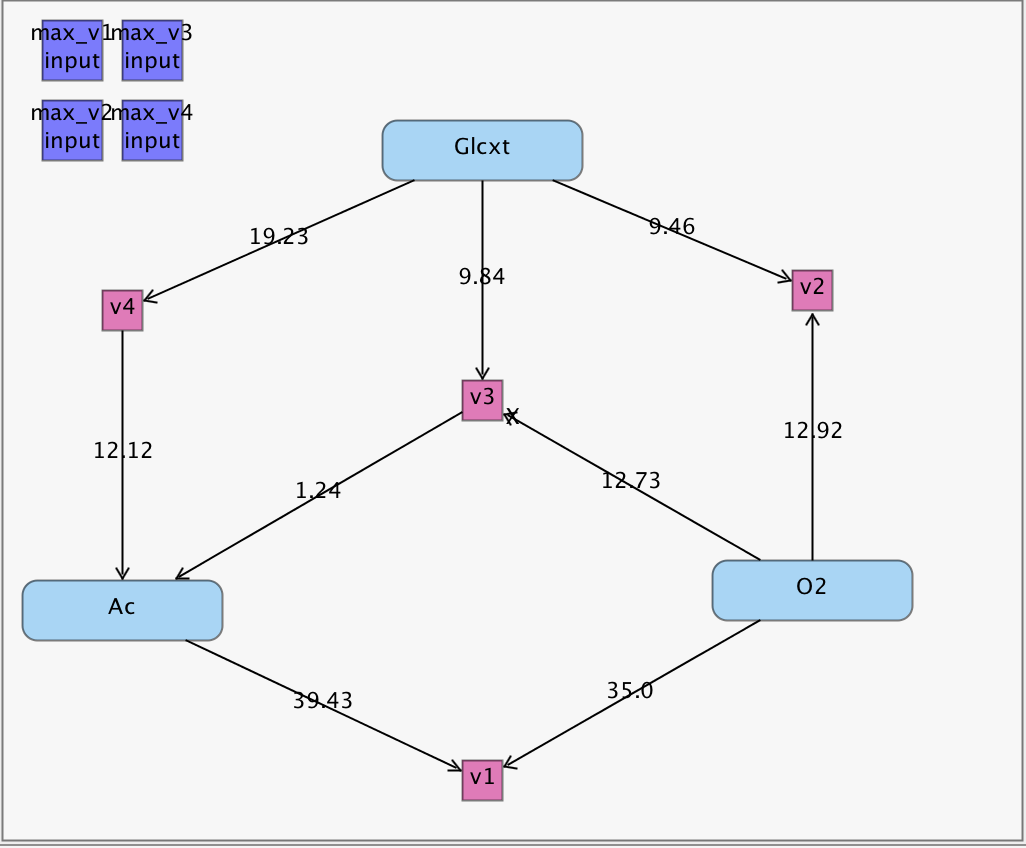 max_v1
input
max_v3
input
max_v2
input
max_v4
input
Glcxt
19.23
9.84
9.46
v4
v2
v3
X
12.12
1.24
12.73
12.92
Ac
O2
39.43
35.0
v1